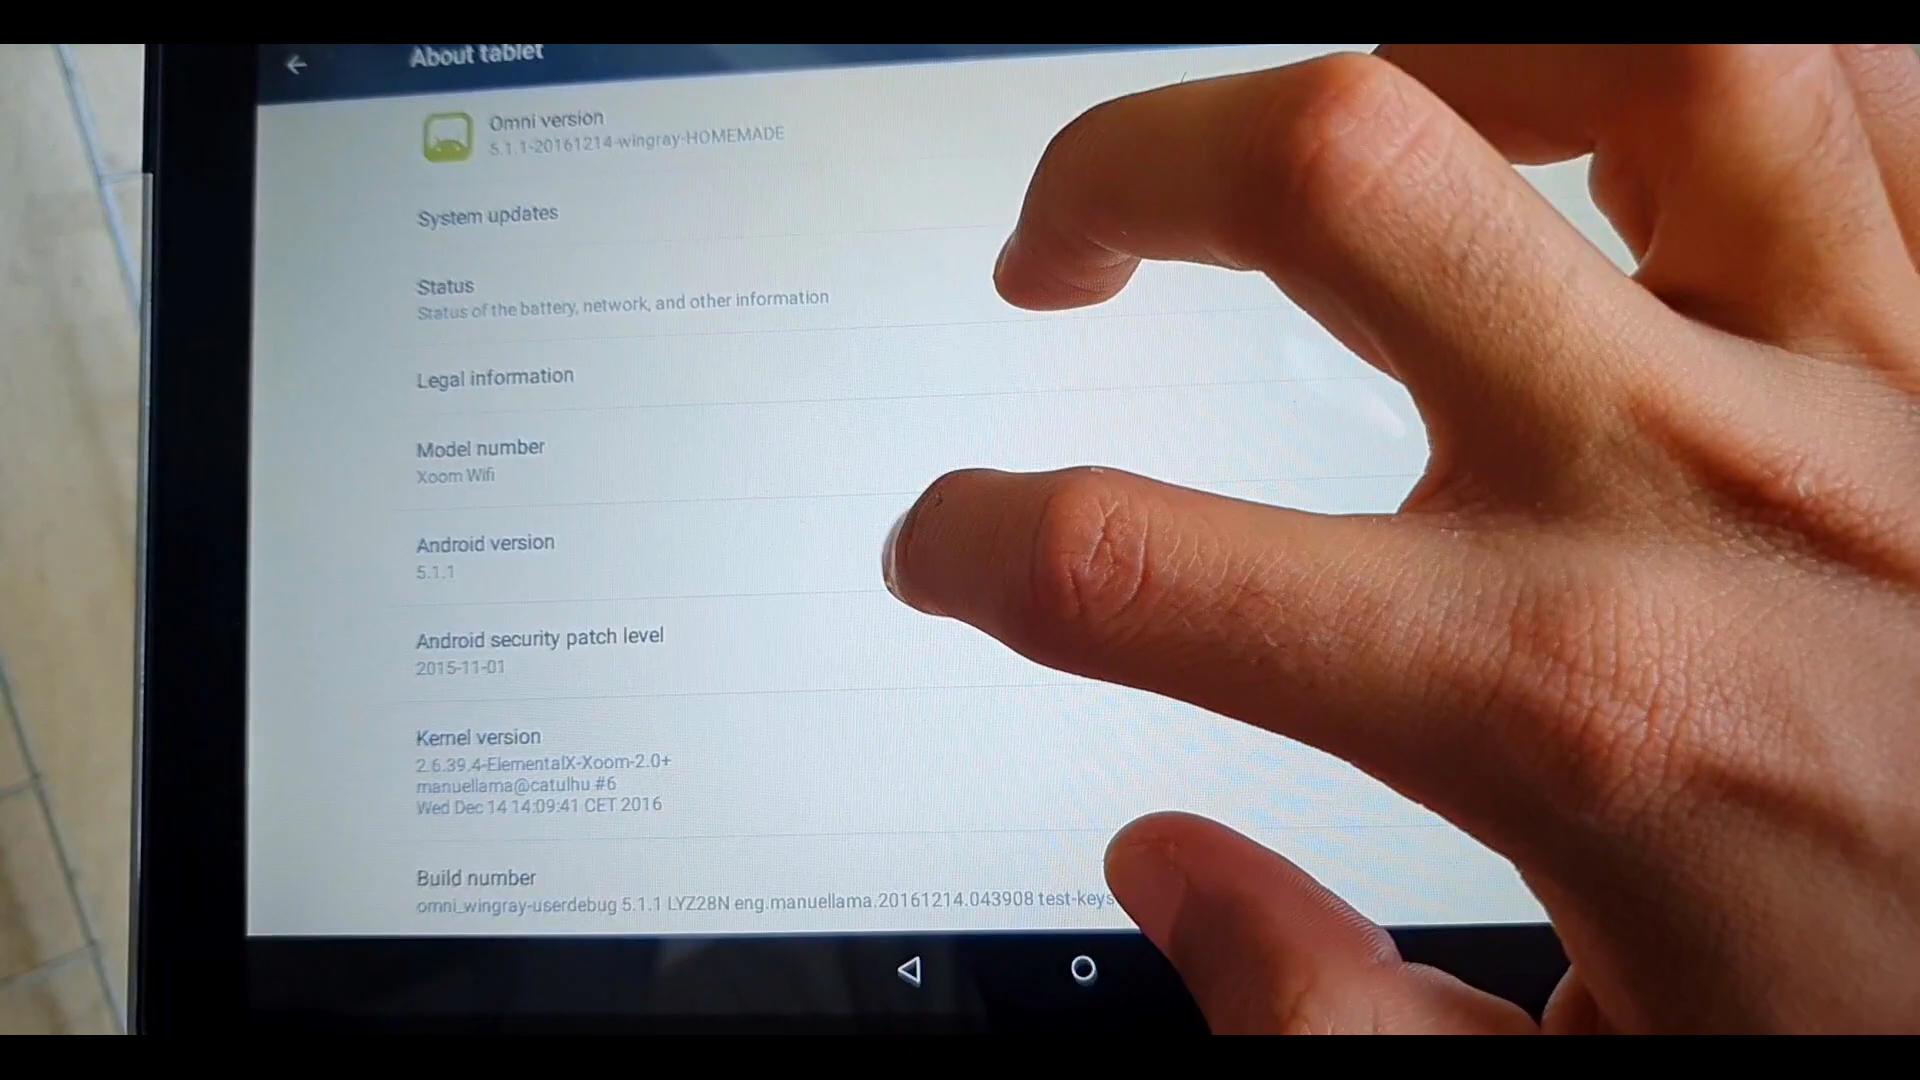 About tablet
Omni version
5.1.1-20161214-wingray-HOMEMADE
System updates
Status
Status of the battery, network, and other information
Legal information
Model number
Xoom Wifi
Android version
5.1.1
Android security patch level
2015-11-01
Kernel version
2.6.39.4-ElementalX-Xoom-2.0+
manuellama@catulhu #6
Wed Dec 14 14:09:41 CET 2016
Build number
omni_wingray-userdebug 5.1.1 LYZ28N eng.manuellama.20161214.043908 test-keys